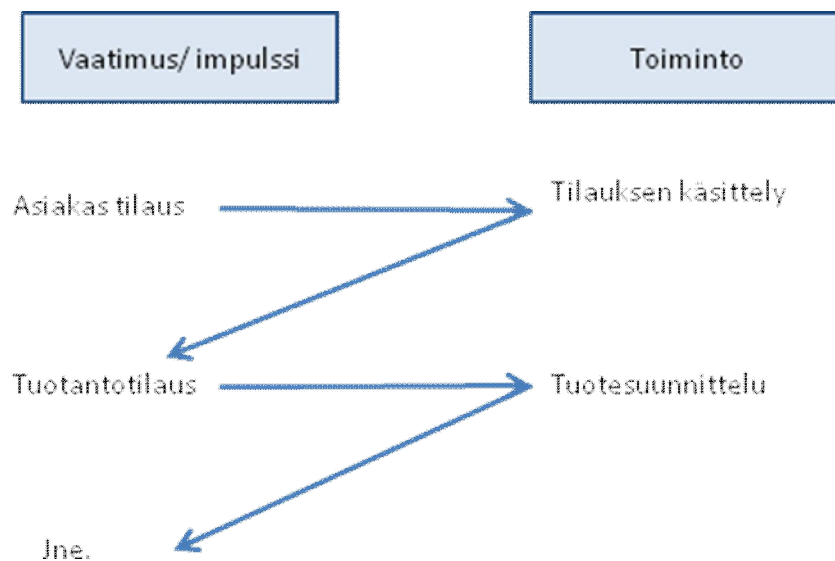 Vaatimus/ impulssi
Toiminto
Asiakas tilaus
Tilauksen käsittely
Tuotantotilaus
Tuotesuunnittelu
Jne.